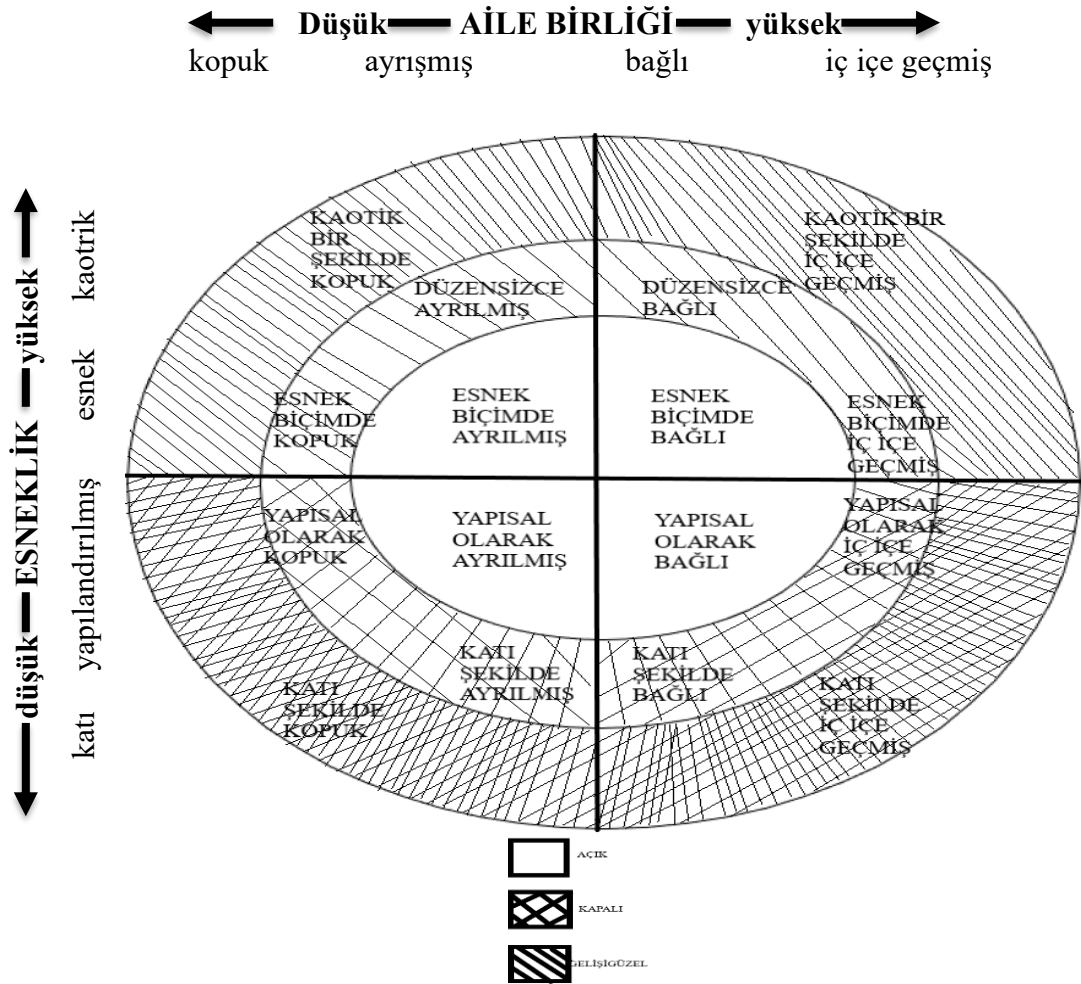 Düşük AİLE BİRLİĞİ yüksek
kopuk ayrışmış bağlı iç içe geçmiş
düşük ESNEKLİK yüksek
katı yapılandırılmış esnek kaotrik
KAOTİK
BİR
ŞEKİLDE
KOPUK
DÜZENSİZCE
AYRILMIŞ
DÜZENSİZCE
BAĞLI
KAOTİK BİR
ŞEKİLDE
İÇ İÇE
GEÇMİŞ
ESNEK
BİÇİMDE
KOPUK
ESNEK
BİÇİMDE
AYRILMIŞ
ESNEK
BİÇİMDE
BAĞLI
ESNEK
BİÇİMDE
İÇ İÇE
GEÇMİŞ
YAPISAL
OLARAK
KOPUK
YAPISAL
OLARAK
AYRILMIŞ
YAPISAL
OLARAK
BAĞLI
YAPISAL
OLARAK
İÇ İÇE
GEÇMİŞ
KATI
ŞEKİLDE
KOPUK
KATI
ŞEKİLDE
AYRILMIŞ
KATI
ŞEKİLDE
BAĞLI
KATI
ŞEKİLDE
İÇ İÇE
GEÇMİŞ
AÇIK
KAPALI
GELİŞİGÜZEL